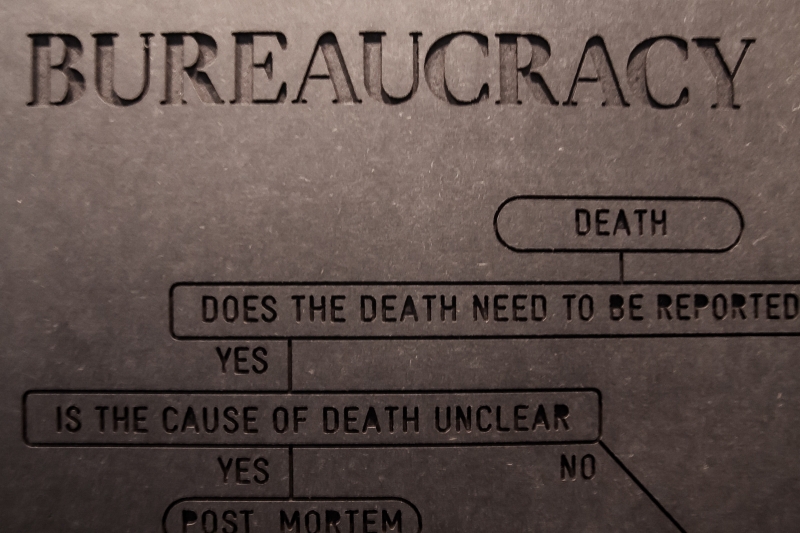 BUREAUCRACY
DEATH
DOES THE DEATH NEED TO BE REPORTED
YES
IS THE CAUSE OF DEATH UNCLEAR
YES
NO
POST MORTEM